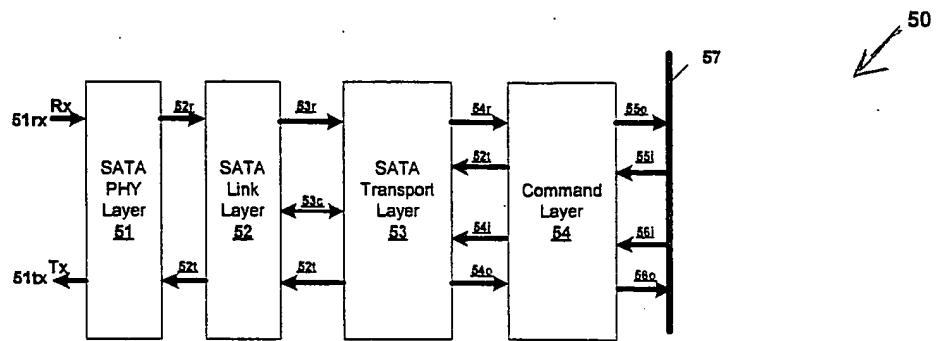 50
57
Rx
51rx
52r
53r
54r
55o
SATA
PHY
Layer
51
SATA
Link
Layer
52
SATA
Transport
Layer
53
Command
Layer
54
52t
55i
53c
54i
56i
Tx
51tx
52t
52t
54o
56o